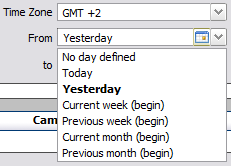 Time Zone GMT +2
From Yesterday
to No day defined
Today
Yesterday
Current week (begin)
Cam Previous week (begin)
Current month (begin)
Previous month (begin)